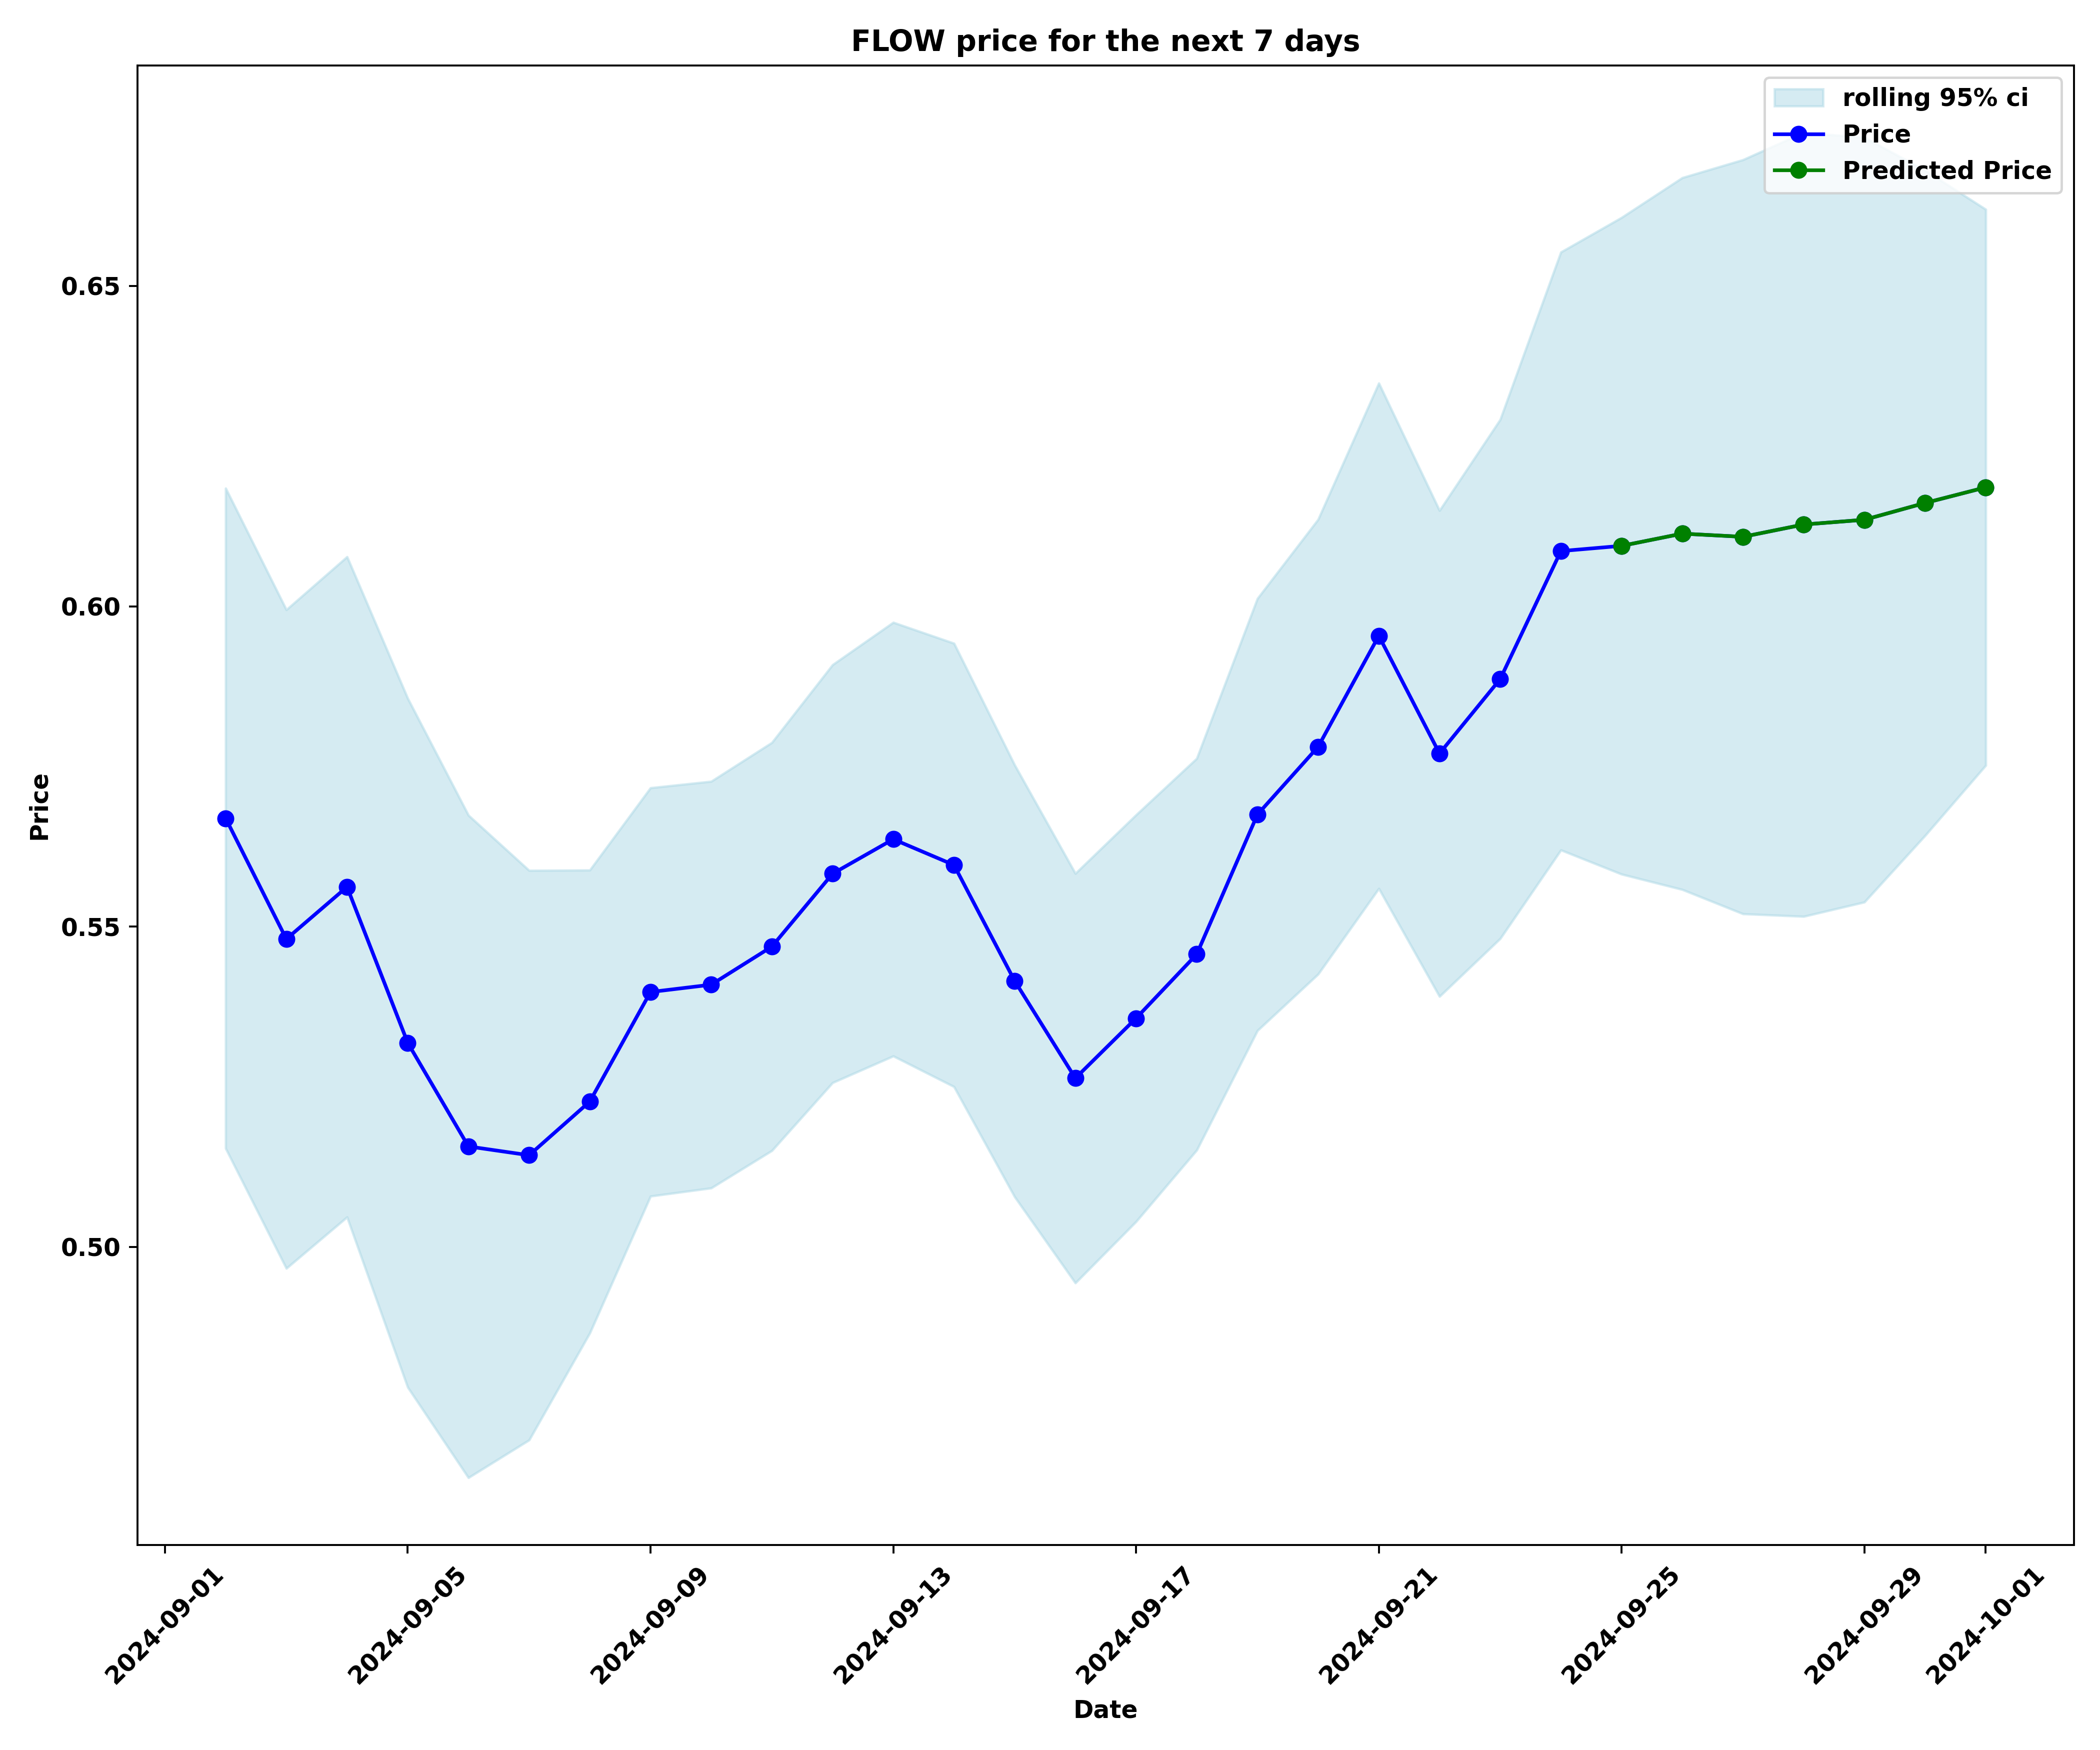 FLOW price for the next 7 days
rolling 95% ci
Price
Predicted Price
0.65
0.60
0.55
0.50
Price
2024-09-01
2024-09-05
2024-09-09
2024-09-13
2024-09-17
2024-09-21
2024-09-25
2024-09-29
2024-10-01
Date